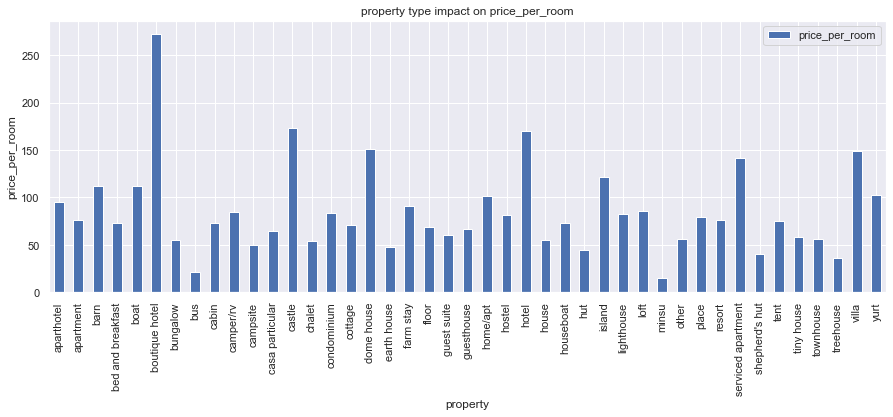 property type impact on price_per_room
price_per_room
price_per_room
250
200
150
100
50
0
aparthotel
apartment
barn
bed and breakfast
boat
boutique hotel
bungalow
bus
cabin
camper/rv
campsite
casa particular
castle
chalet
condominium
cottage
dome house
earth house
farm stay
floor
guest suite
guesthouse
home/apt
hostel
hotel
house
houseboat
hut
island
lighthouse
loft
minsu
other
place
resort
serviced apartment
shepherd's hut
tent
tiny house
townhouse
treehouse
villa
yurt
property